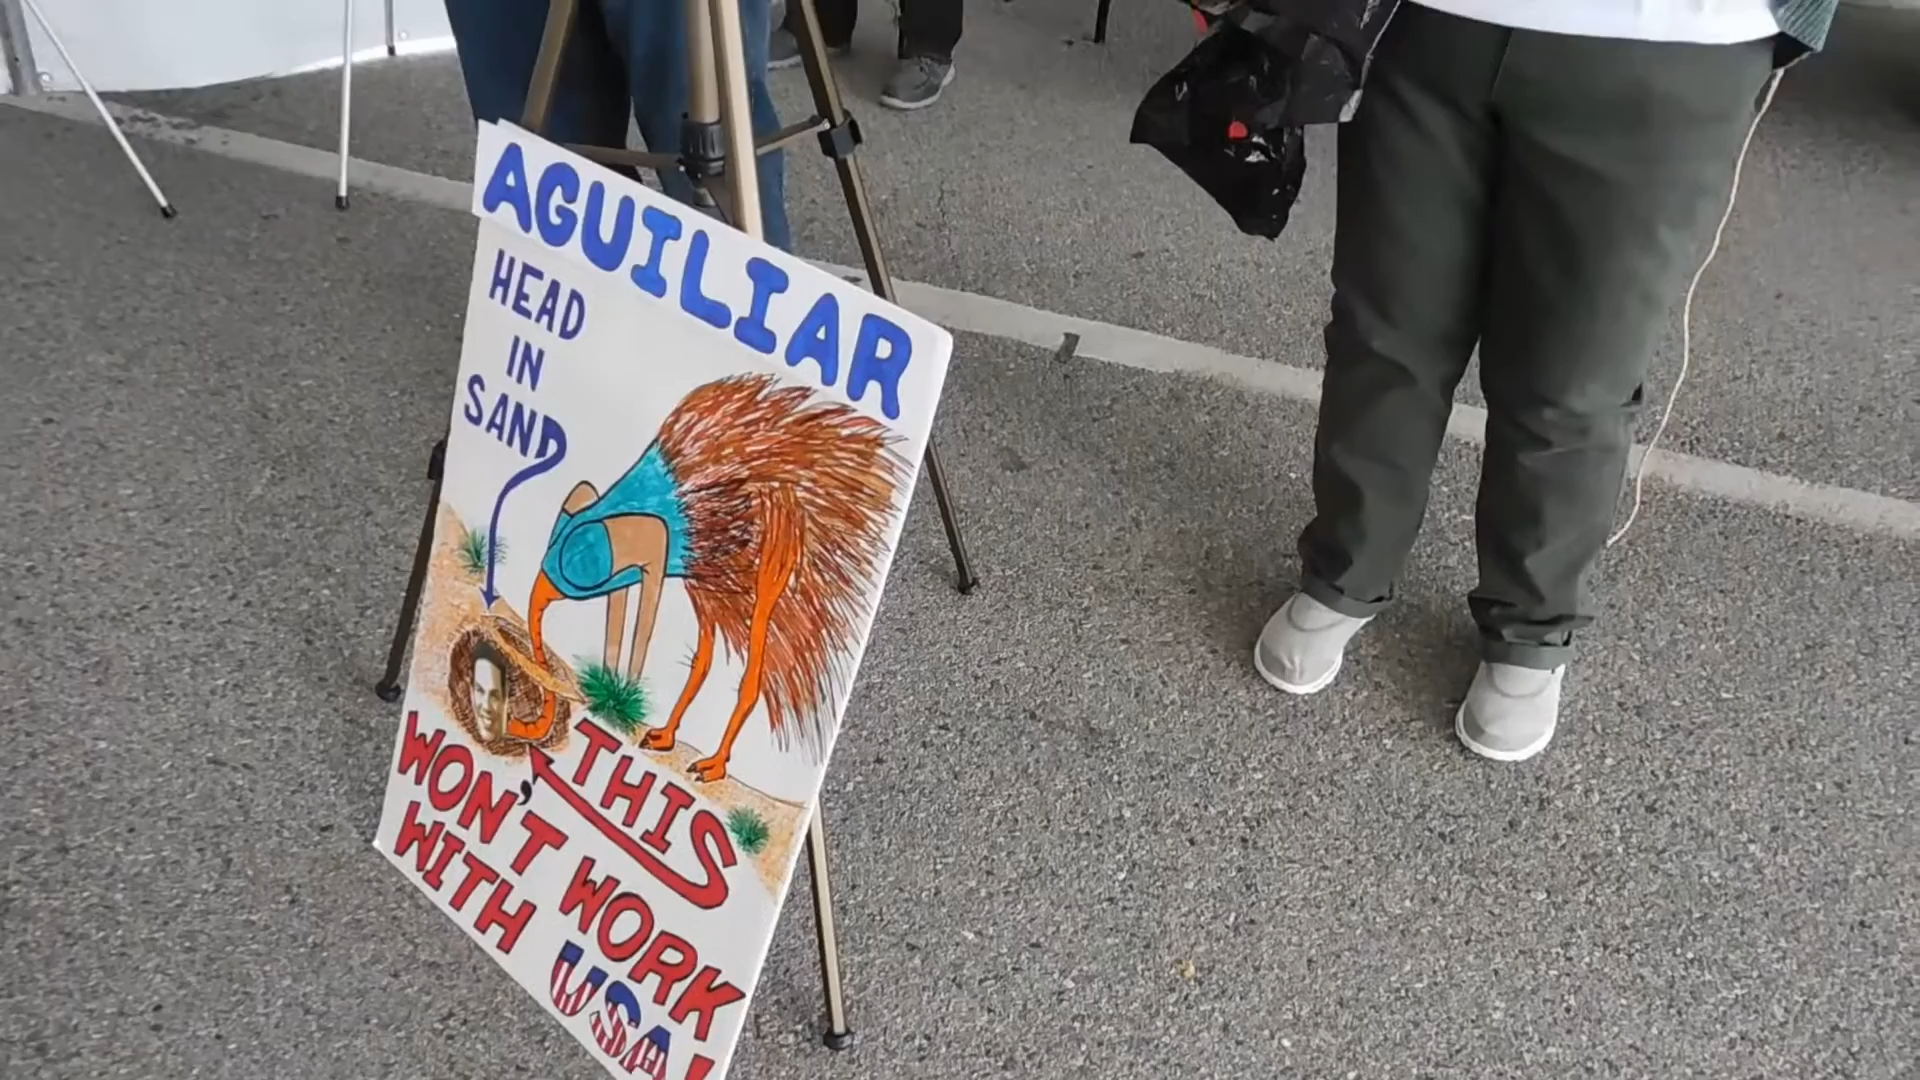 AGUILIAR
HEAD
IN
SAND
THIS
WON'T WORK
WITH USA!